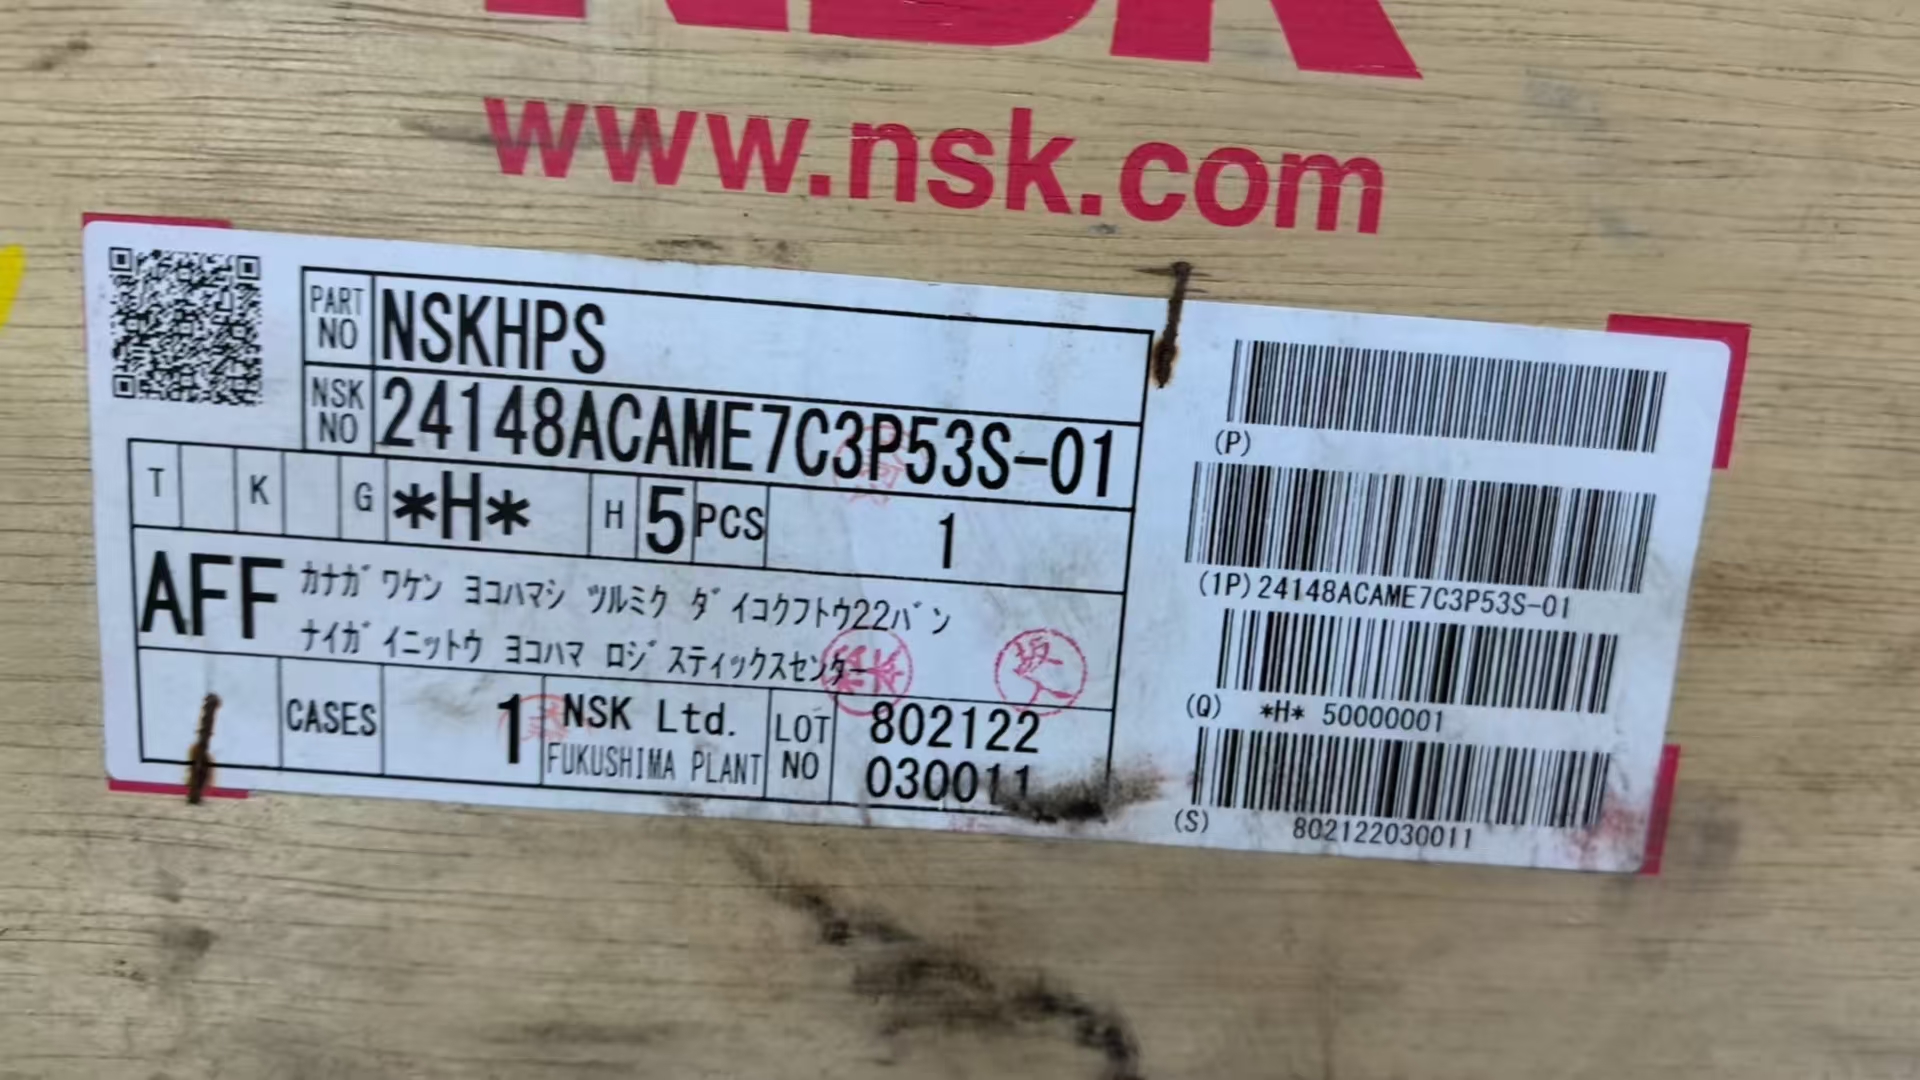 NSK
www.nsk.com
PART NO NSKHPS
NSK NO 24148ACAME7C3P53S-01
T K G *H* H 5 PCS 1
AFF カナガワケン ヨコハマシ ツルミク ダイコクフトウ22バン
ナイガイニットウ ヨコハマ ロジスティックスセンター
CASES 1 NSK Ltd. FUKUSHIMA PLANT LOT NO 802122
030011
(P)
(1P) 24148ACAME7C3P53S-01
(Q) *H* 50000001
(S) 802122030011